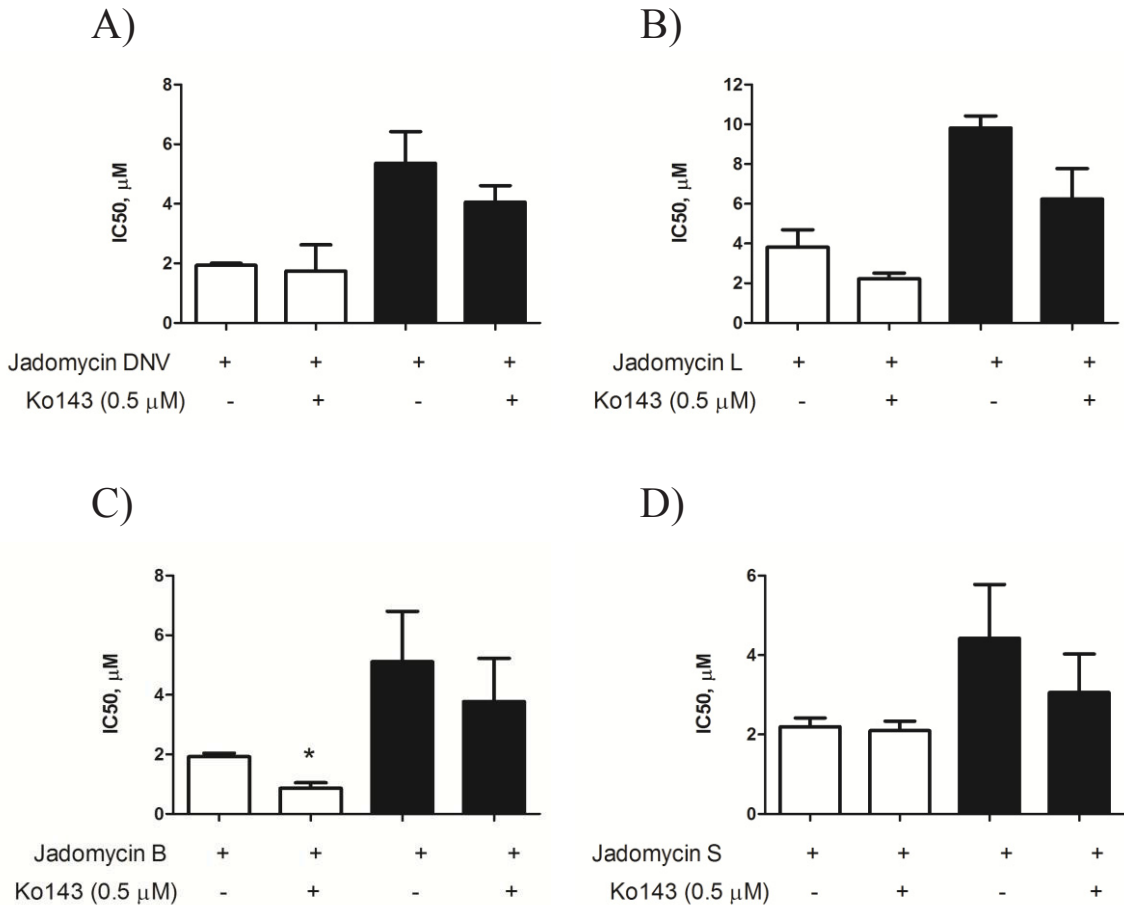 A)
8
6
4
2
0
IC50, µM
Jadomycin DNV + + + +
Ko143 (0.5 µM) - + - +
B)
12
10
8
6
4
2
0
IC50, µM
Jadomycin L + + + +
Ko143 (0.5 µM) - + - +
C)
8
6
4
2
0
IC50, µM
*
Jadomycin B + + + +
Ko143 (0.5 µM) - + - +
D)
6
4
2
0
IC50, µM
Jadomycin S + + + +
Ko143 (0.5 µM) - + - +